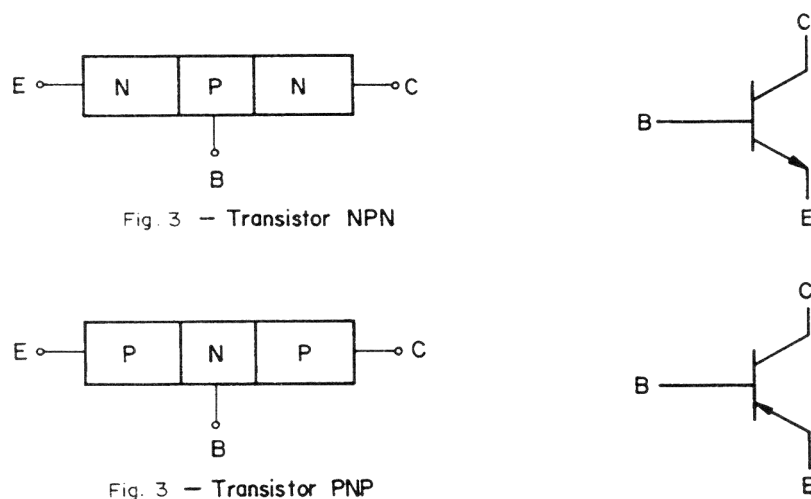 C
E N P N C
B
B
E
Fig. 3 — Transistor NPN
C
E P N P C
B
B
E
Fig. 3 — Transistor PNP